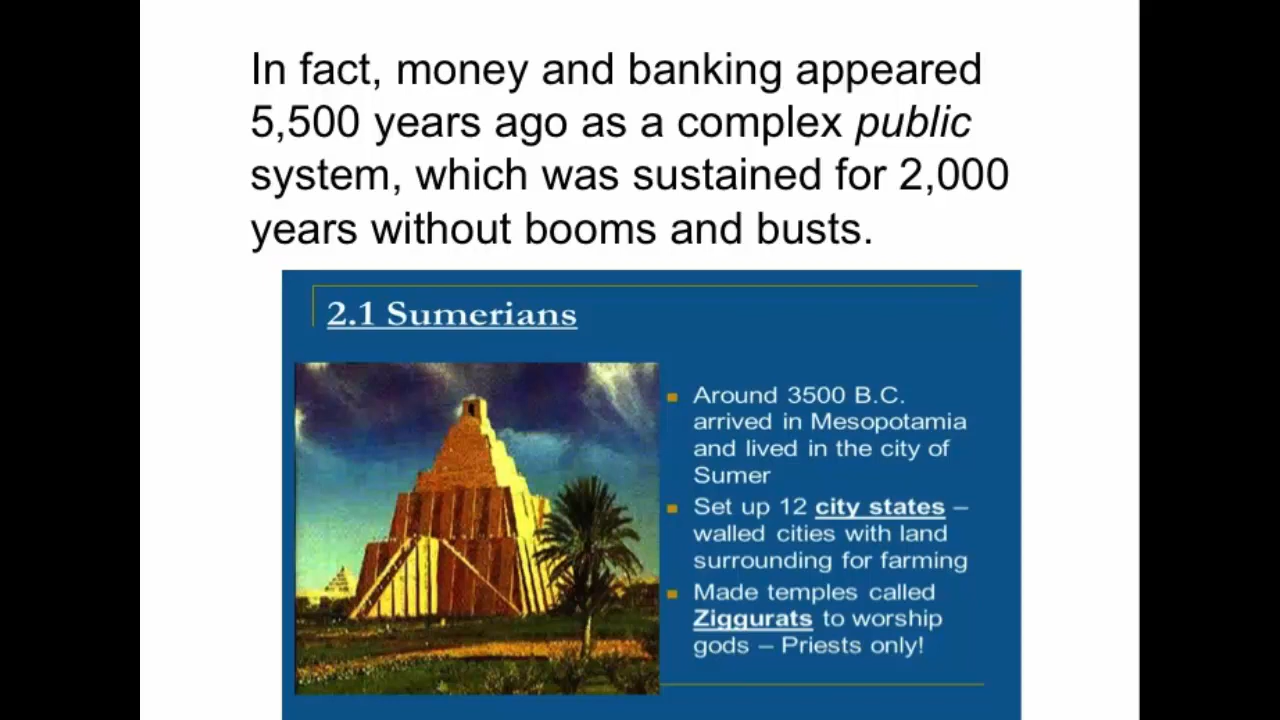 In fact, money and banking appeared
5,500 years ago as a complex public
system, which was sustained for 2,000
years without booms and busts.
2.1 Sumerians
Around 3500 B.C.
arrived in Mesopotamia
and lived in the city of
Sumer
Set up 12 city states –
walled cities with land
surrounding for farming
Made temples called
Ziggurats to worship
gods – Priests only!